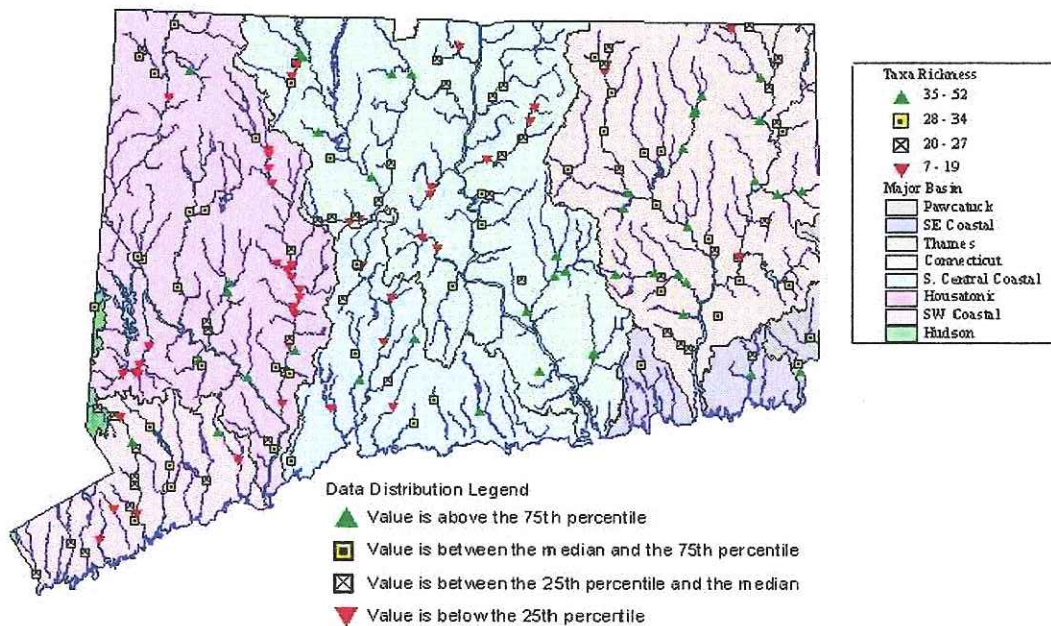 Taxa Richness
35 - 52
28 - 34
20 - 27
7 - 19
Major Basin
Pawcatuck
SE Coastal
Thames
Connecticut
S. Central Coastal
Housatonic
SW Coastal
Hudson
Data Distribution Legend
Value is above the 75th percentile
Value is between the median and the 75th percentile
Value is between the 25th percentile and the median
Value is below the 25th percentile